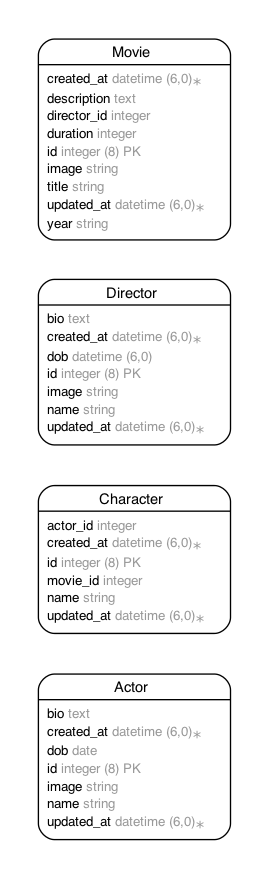 Movie
created_at datetime (6,0)*
description text
director_id integer
duration integer
id integer (8) PK
image string
title string
updated_at datetime (6,0)*
year string
Director
bio text
created_at datetime (6,0)*
dob datetime (6,0)
id integer (8) PK
image string
name string
updated_at datetime (6,0)*
Character
actor_id integer
created_at datetime (6,0)*
id integer (8) PK
movie_id integer
name string
updated_at datetime (6,0)*
Actor
bio text
created_at datetime (6,0)*
dob date
id integer (8) PK
image string
name string
updated_at datetime (6,0)*